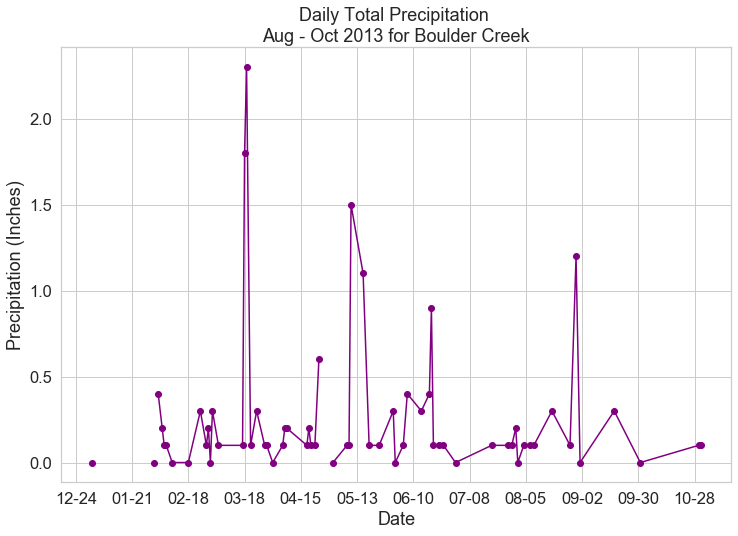 Daily Total Precipitation
Aug - Oct 2013 for Boulder Creek
Precipitation (Inches)
2.0
1.5
1.0
0.5
0.0
12-24 01-21 02-18 03-18 04-15 05-13 06-10 07-08 08-05 09-02 09-30 10-28
Date